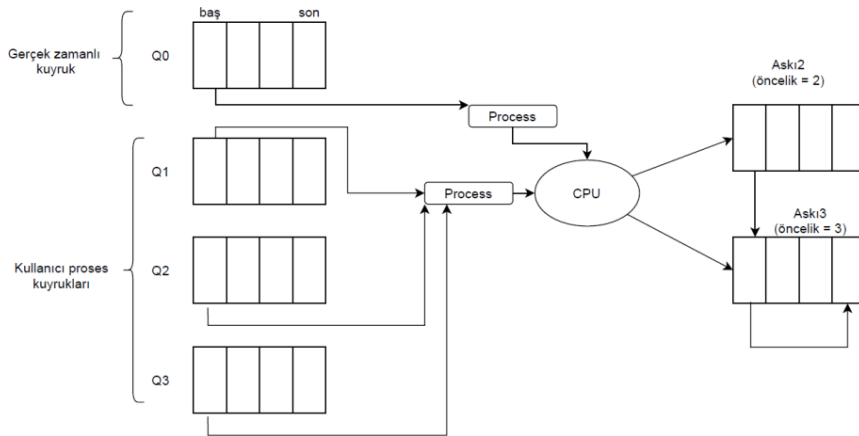 baş
son
Gerçek zamanlı
kuyruk
Q0
Process
Askı2
(öncelik = 2)
Q1
Process
CPU
Askı3
(öncelik = 3)
Kullanıcı proses
kuyrukları
Q2
Q3